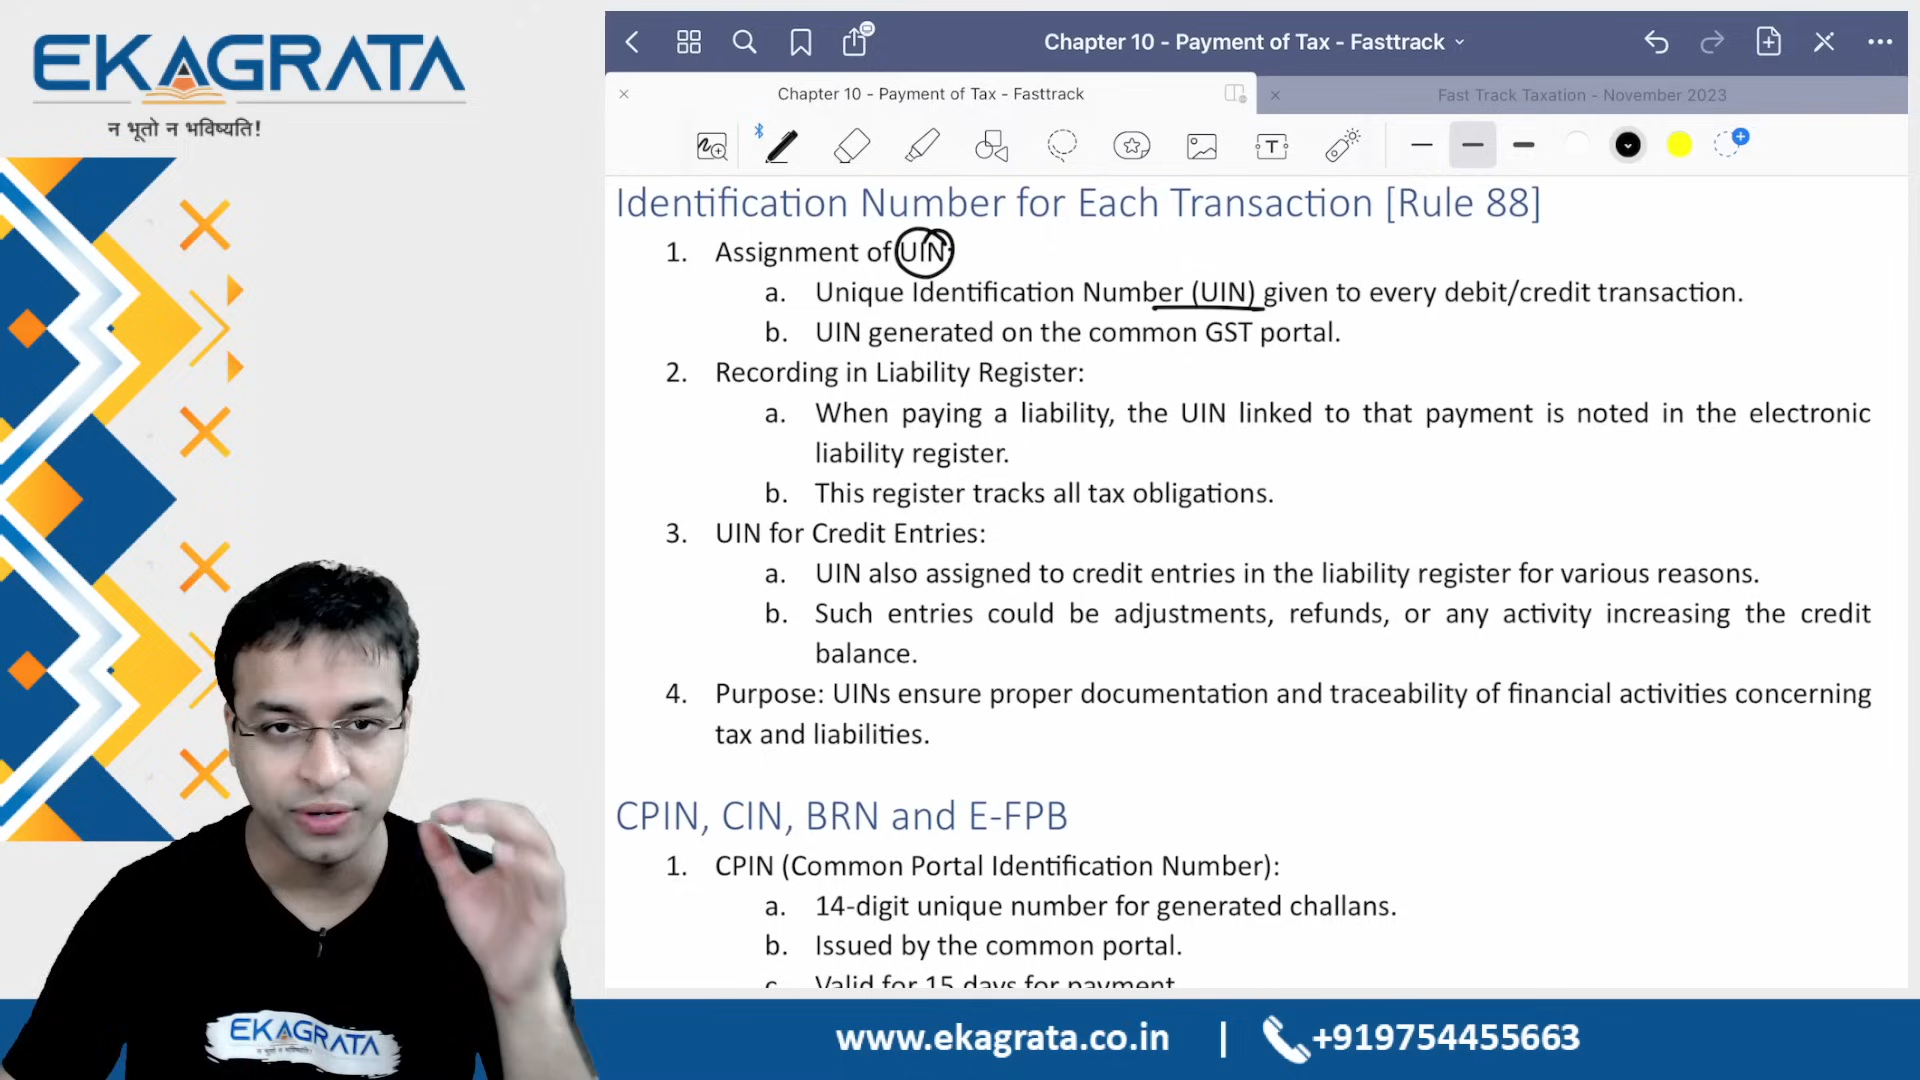 EKAGRATA
न भूतो न भविष्यति!
Chapter 10 - Payment of Tax - Fasttrack
Chapter 10 - Payment of Tax - Fasttrack
Fast Track Taxation - November 2023
Identification Number for Each Transaction [Rule 88]
1. Assignment of UIN:
a. Unique Identification Number (UIN) given to every debit/credit transaction.
b. UIN generated on the common GST portal.
2. Recording in Liability Register:
a. When paying a liability, the UIN linked to that payment is noted in the electronic
liability register.
b. This register tracks all tax obligations.
3. UIN for Credit Entries:
a. UIN also assigned to credit entries in the liability register for various reasons.
b. Such entries could be adjustments, refunds, or any activity increasing the credit
balance.
4. Purpose: UINs ensure proper documentation and traceability of financial activities concerning
tax and liabilities.
CPIN, CIN, BRN and E-FPB
1. CPIN (Common Portal Identification Number):
a. 14-digit unique number for generated challans.
b. Issued by the common portal.
c. Valid for 15 days for payment
EKAGRATA
www.ekagrata.co.in | +919754455663